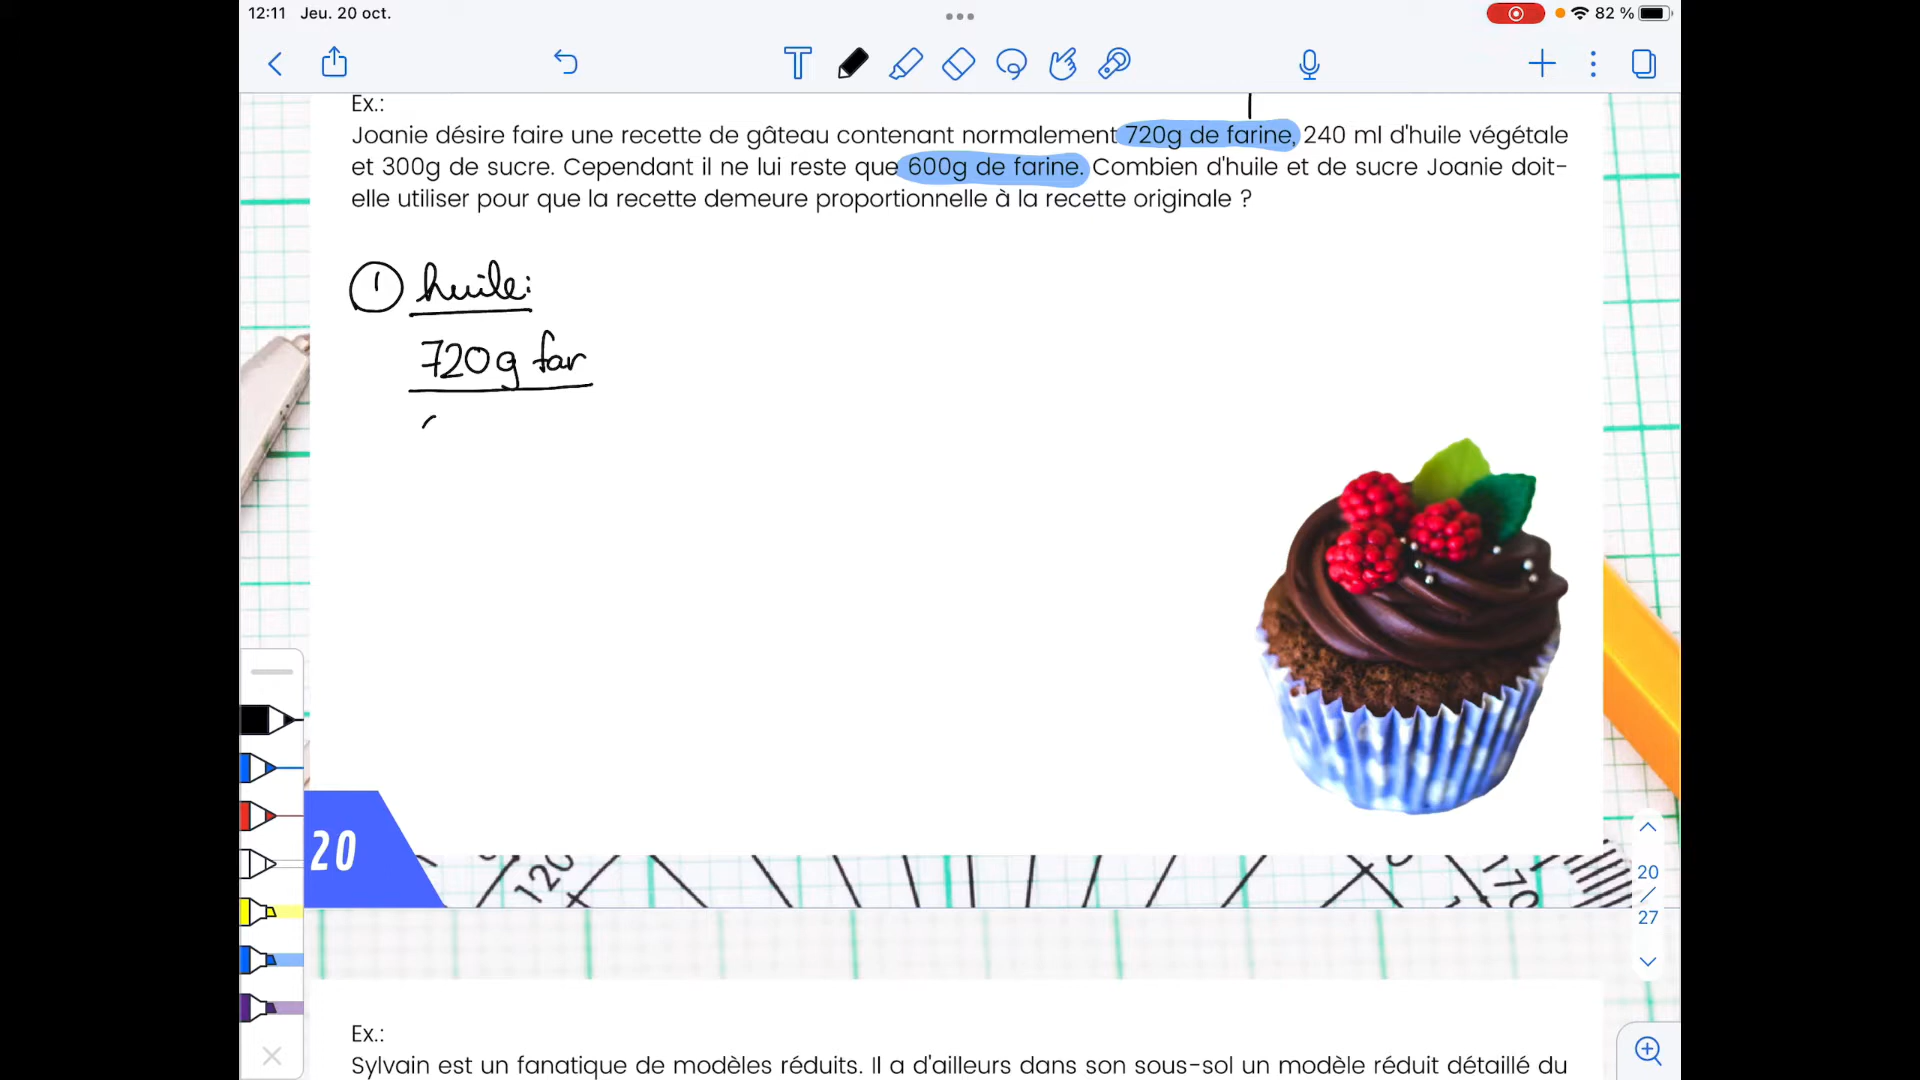 12:11 Jeu. 20 oct.
82 %
Ex.:
Joanie désire faire une recette de gâteau contenant normalement 720g de farine, 240 ml d'huile végétale
et 300g de sucre. Cependant il ne lui reste que 600g de farine. Combien d'huile et de sucre Joanie doit-
elle utiliser pour que la recette demeure proportionnelle à la recette originale ?
1 huile:
720g far
20
120
170
20
/
27
Ex.:
Sylvain est un fanatique de modèles réduits. Il a d'ailleurs dans son sous-sol un modèle réduit détaillé du